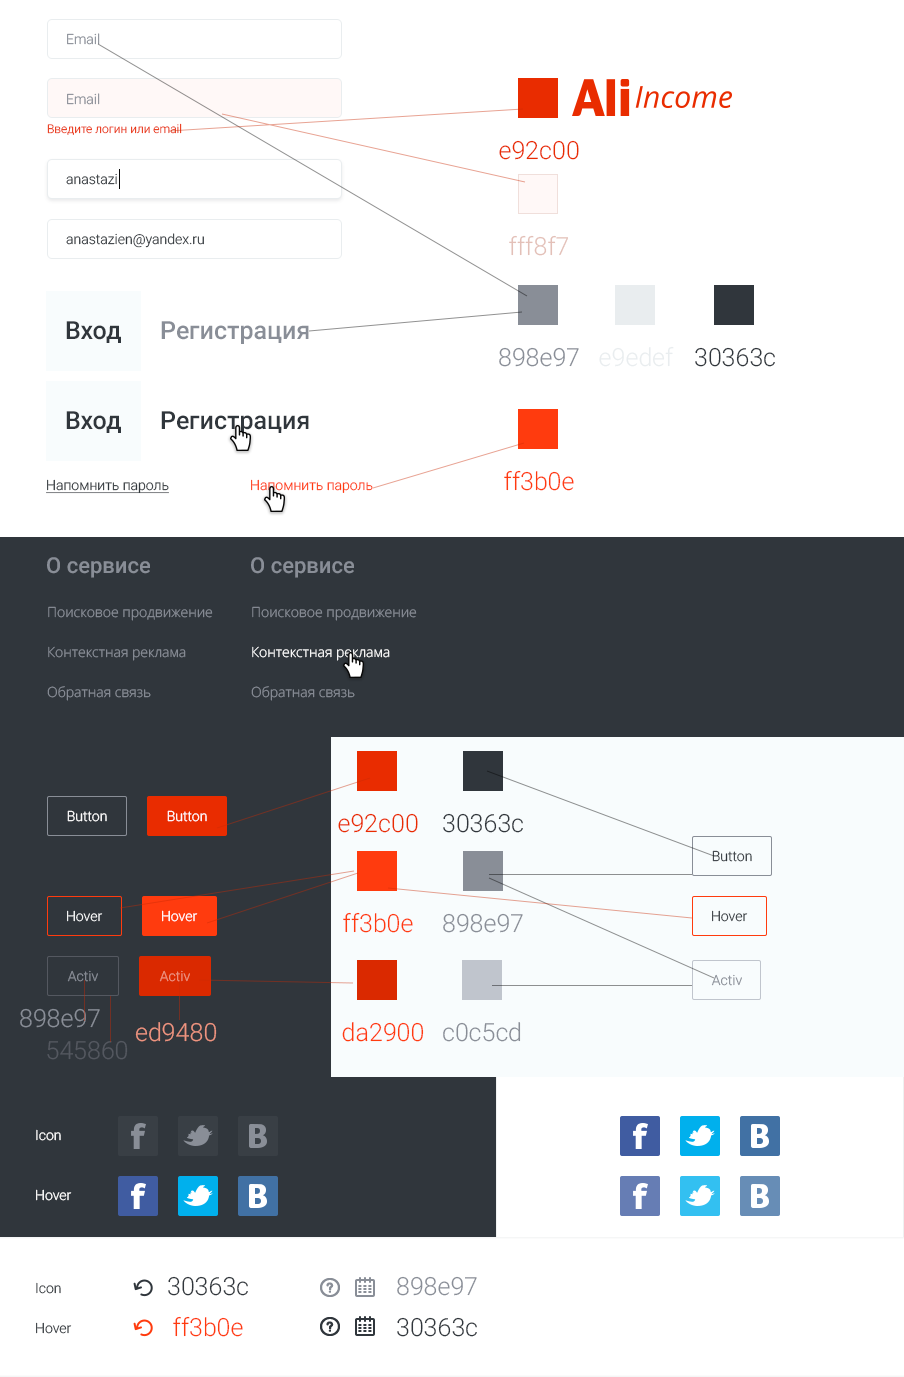 Email
Email
Введите логин или email
Ali Income
e92c00
anastazi
fff8f7
anastazien@yandex.ru
Вход Регистрация
898e97 e9edef 30363c
Вход Регистрация
Напомнить пароль Напомнить пароль
ff3b0e
О сервисе О сервисе
Поисковое продвижение Поисковое продвижение
Контекстная реклама Контекстная реклама
Обратная связь Обратная связь
Button Button
e92c00 30363c
Button
Hover Hover
ff3b0e 898e97
Hover
Activ Activ
Activ
898e97
545860
ed9480
da2900 c0c5cd
Icon f B f B
Hover f B f B
Icon 30363c ? 898e97
Hover ff3b0e ? 30363c